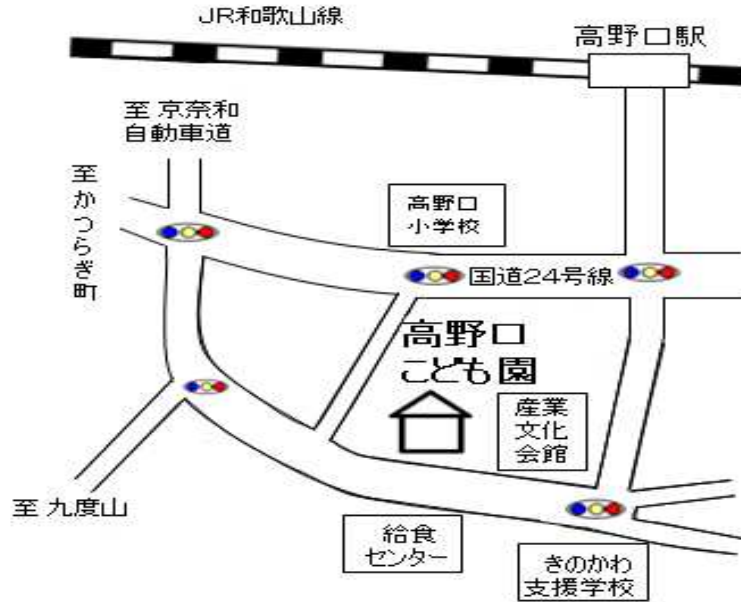 JR和歌山線
高野口駅
至 京奈和
自動車道
至かつらぎ町
高野口
小学校
国道24号線
高野口
こども園
産業
文化
会館
至 九度山
給食
センター
きのかわ
支援学校